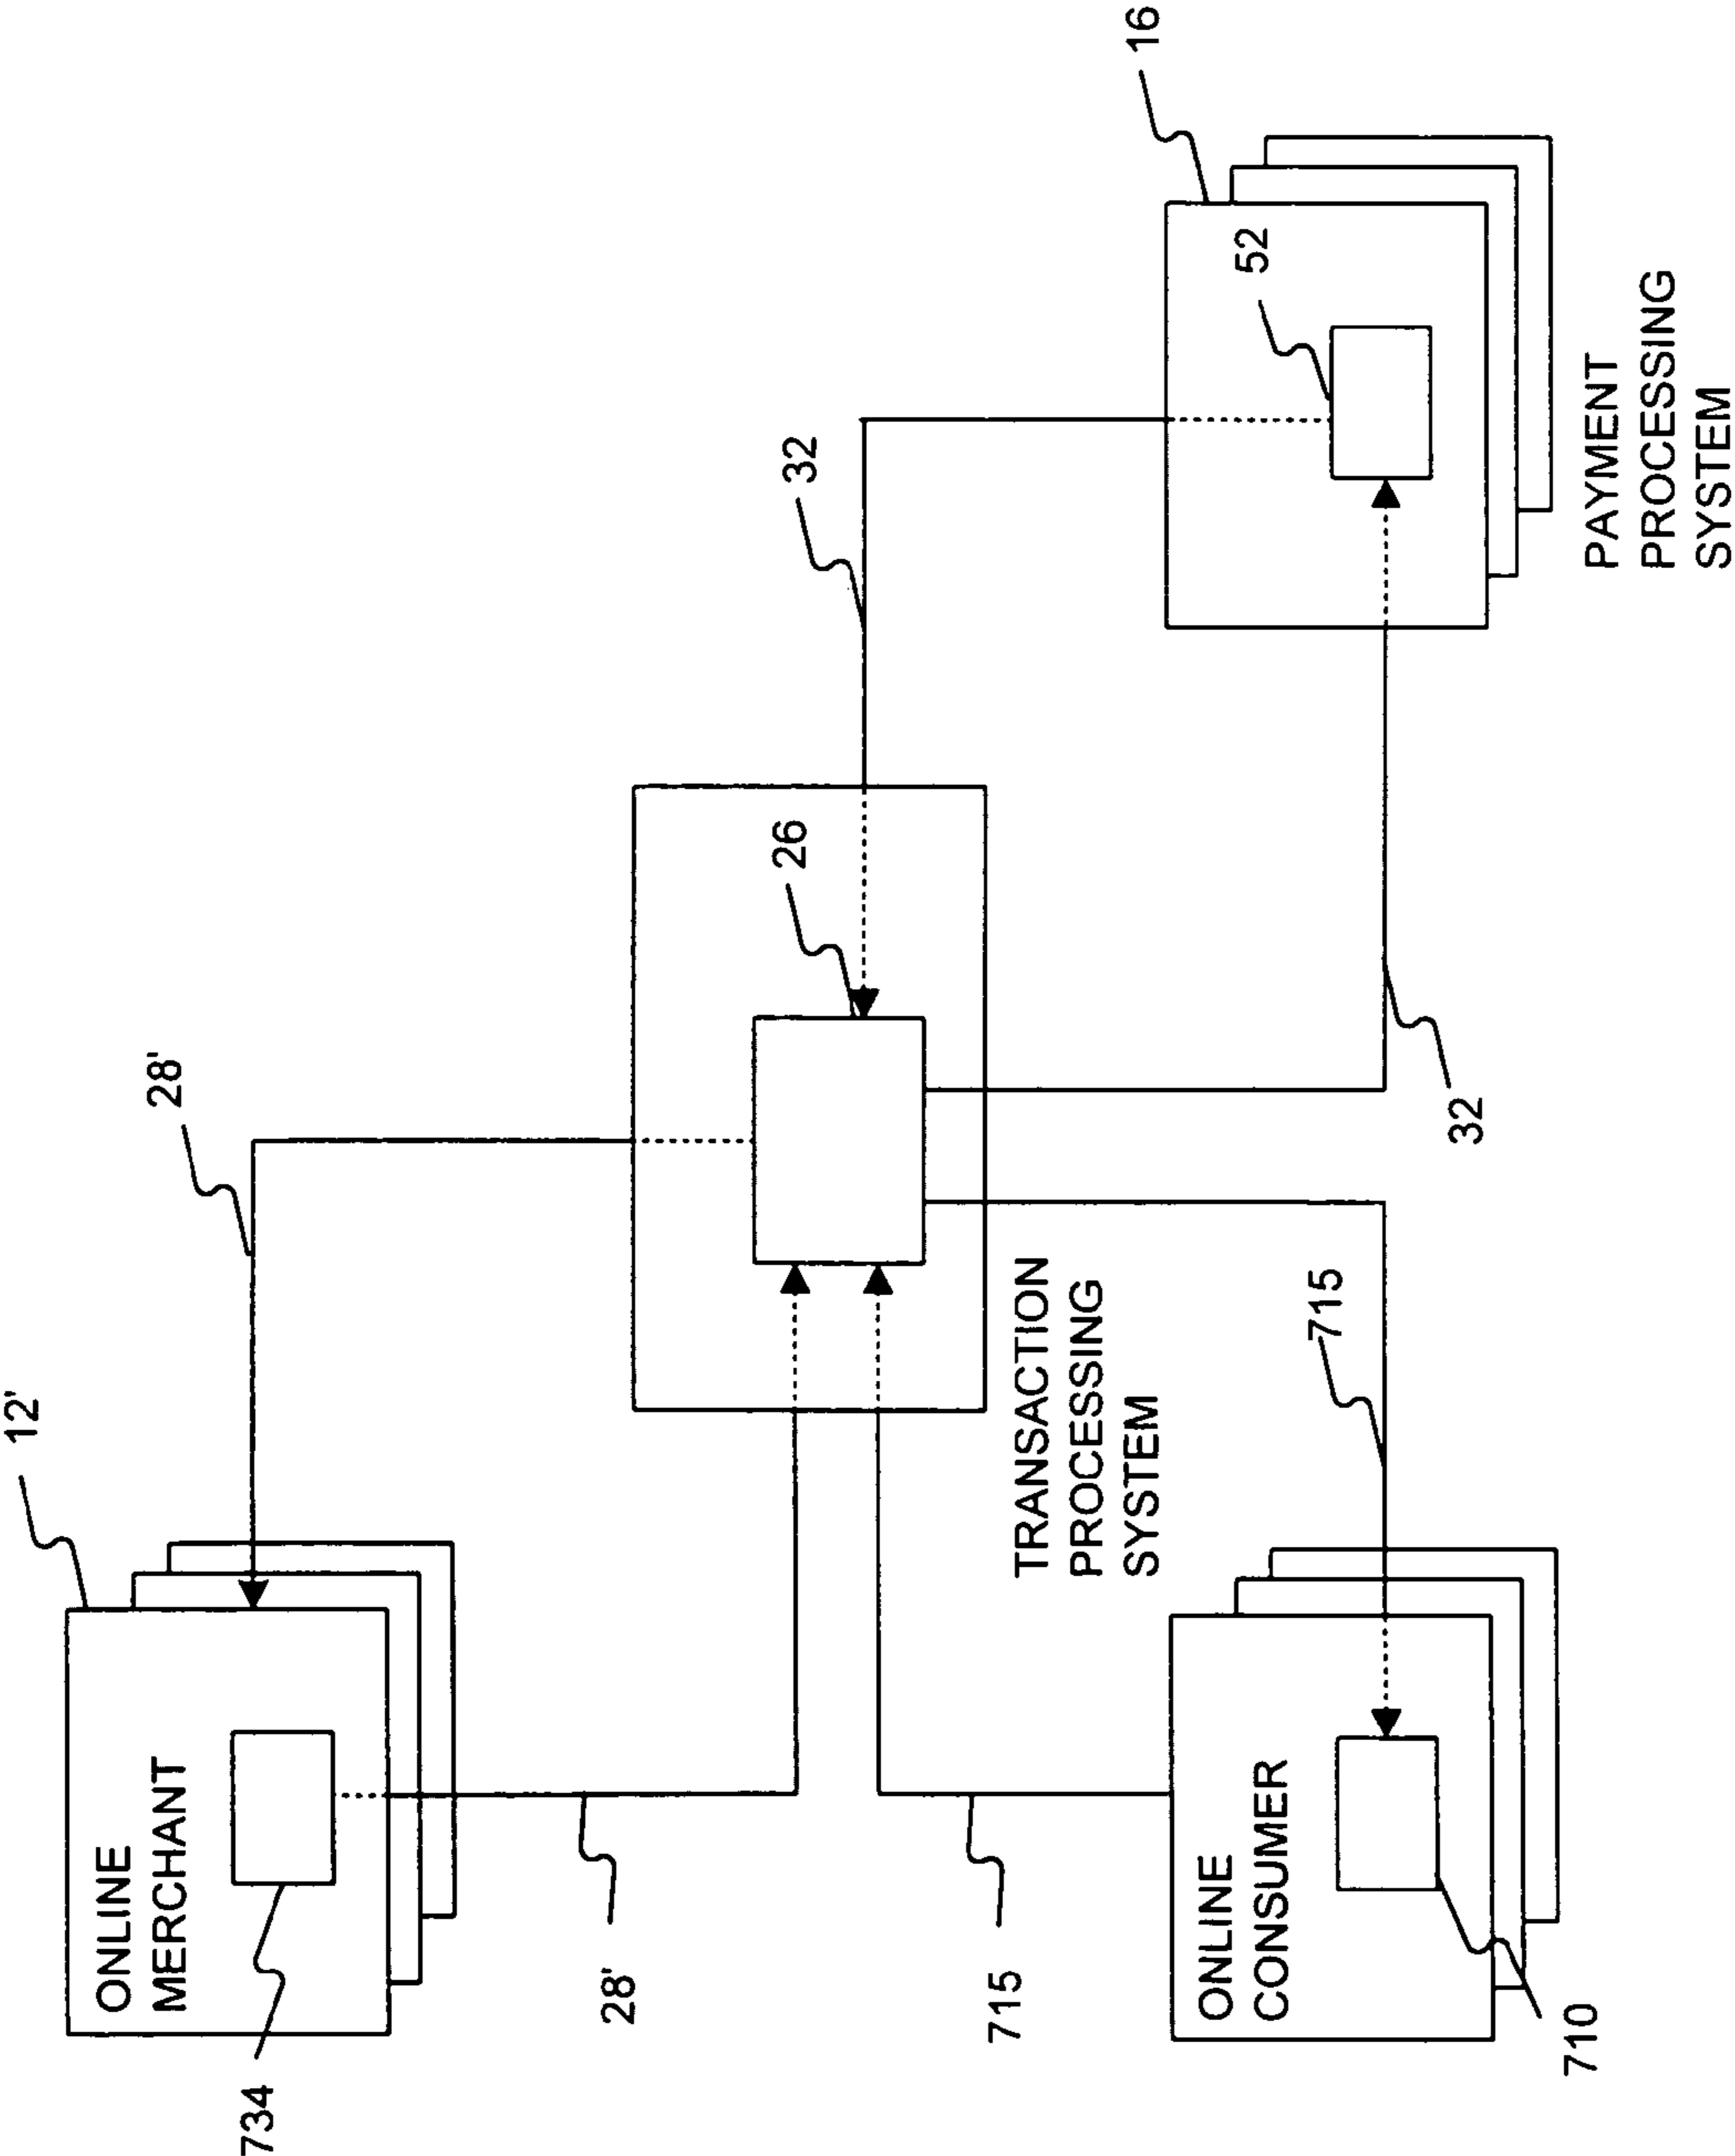 12'
28'
ONLINE
MERCHANT
734
28'
32
26
16
52
TRANSACTION
PROCESSING
SYSTEM
715
715
32
PAYMENT
PROCESSING
SYSTEM
ONLINE
CONSUMER
710